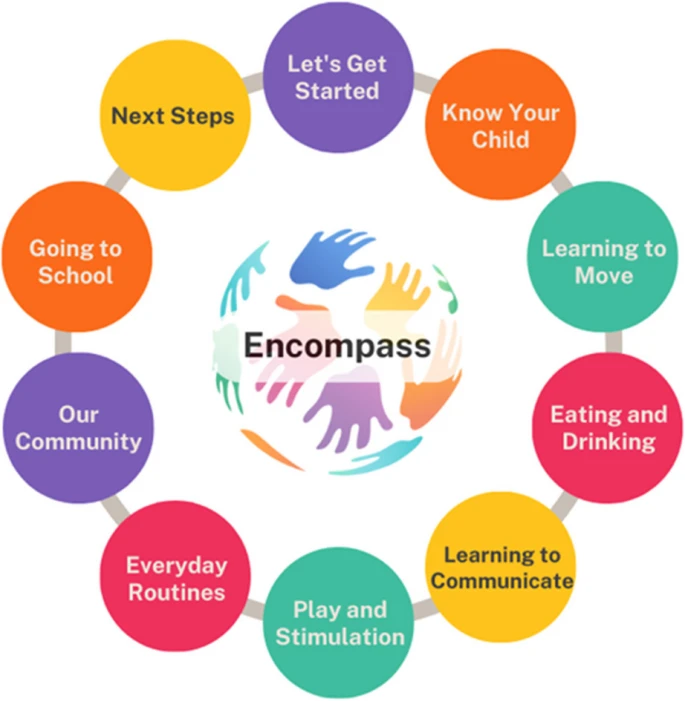 Let's Get
Started
Know Your
Child
Learning to
Move
Eating and
Drinking
Learning to
Communicate
Play and
Stimulation
Everyday
Routines
Our
Community
Going to
School
Next Steps
Encompass